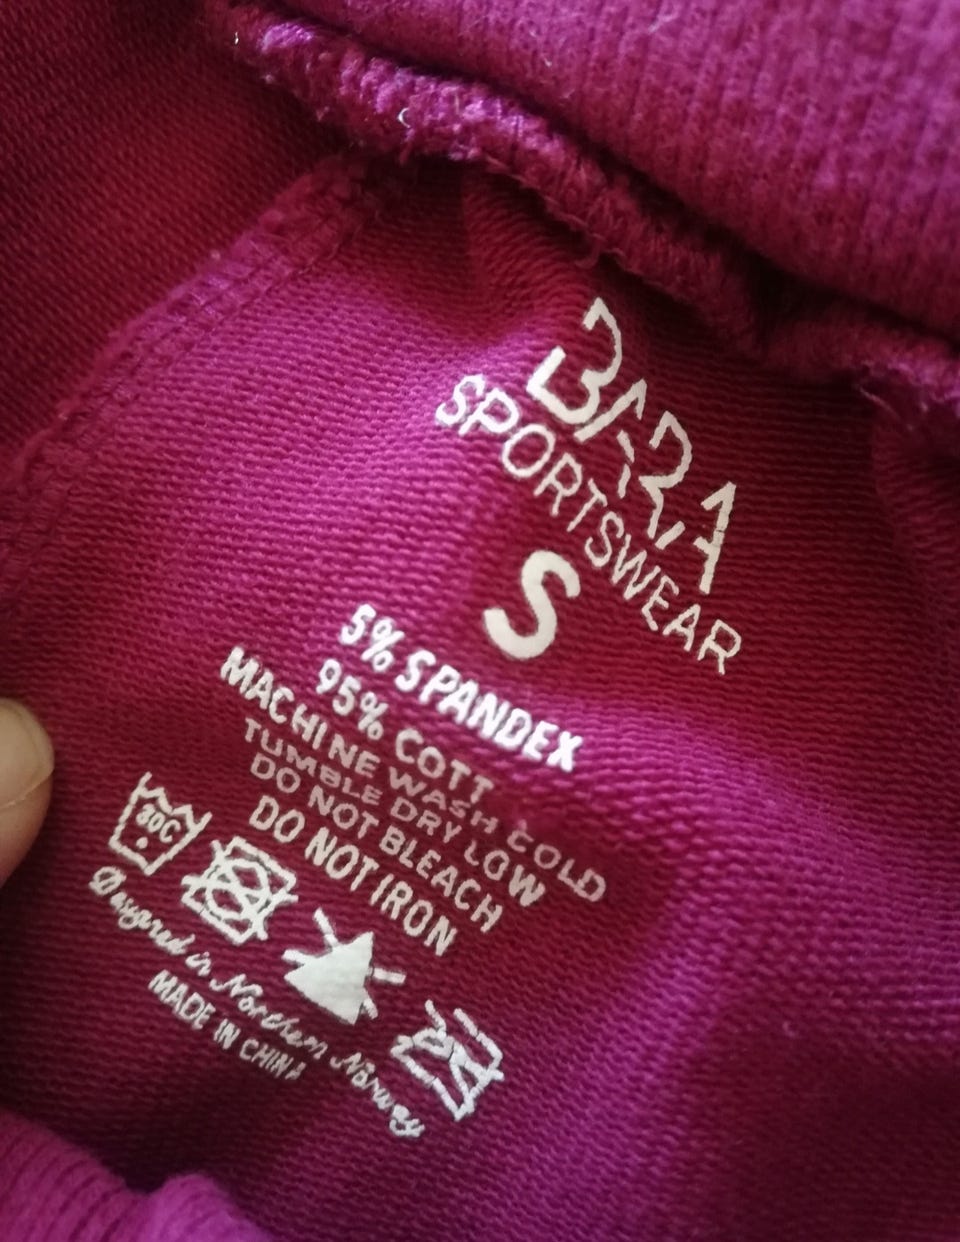 BARA
SPORTSWEAR
S
5% SPANDEX
95% COTT
MACHINE WASH COLD
TUMBLE DRY LOW
DO NOT BLEACH
DO NOT IRON
30C
Designed in Northern Norway
MADE IN CHINA